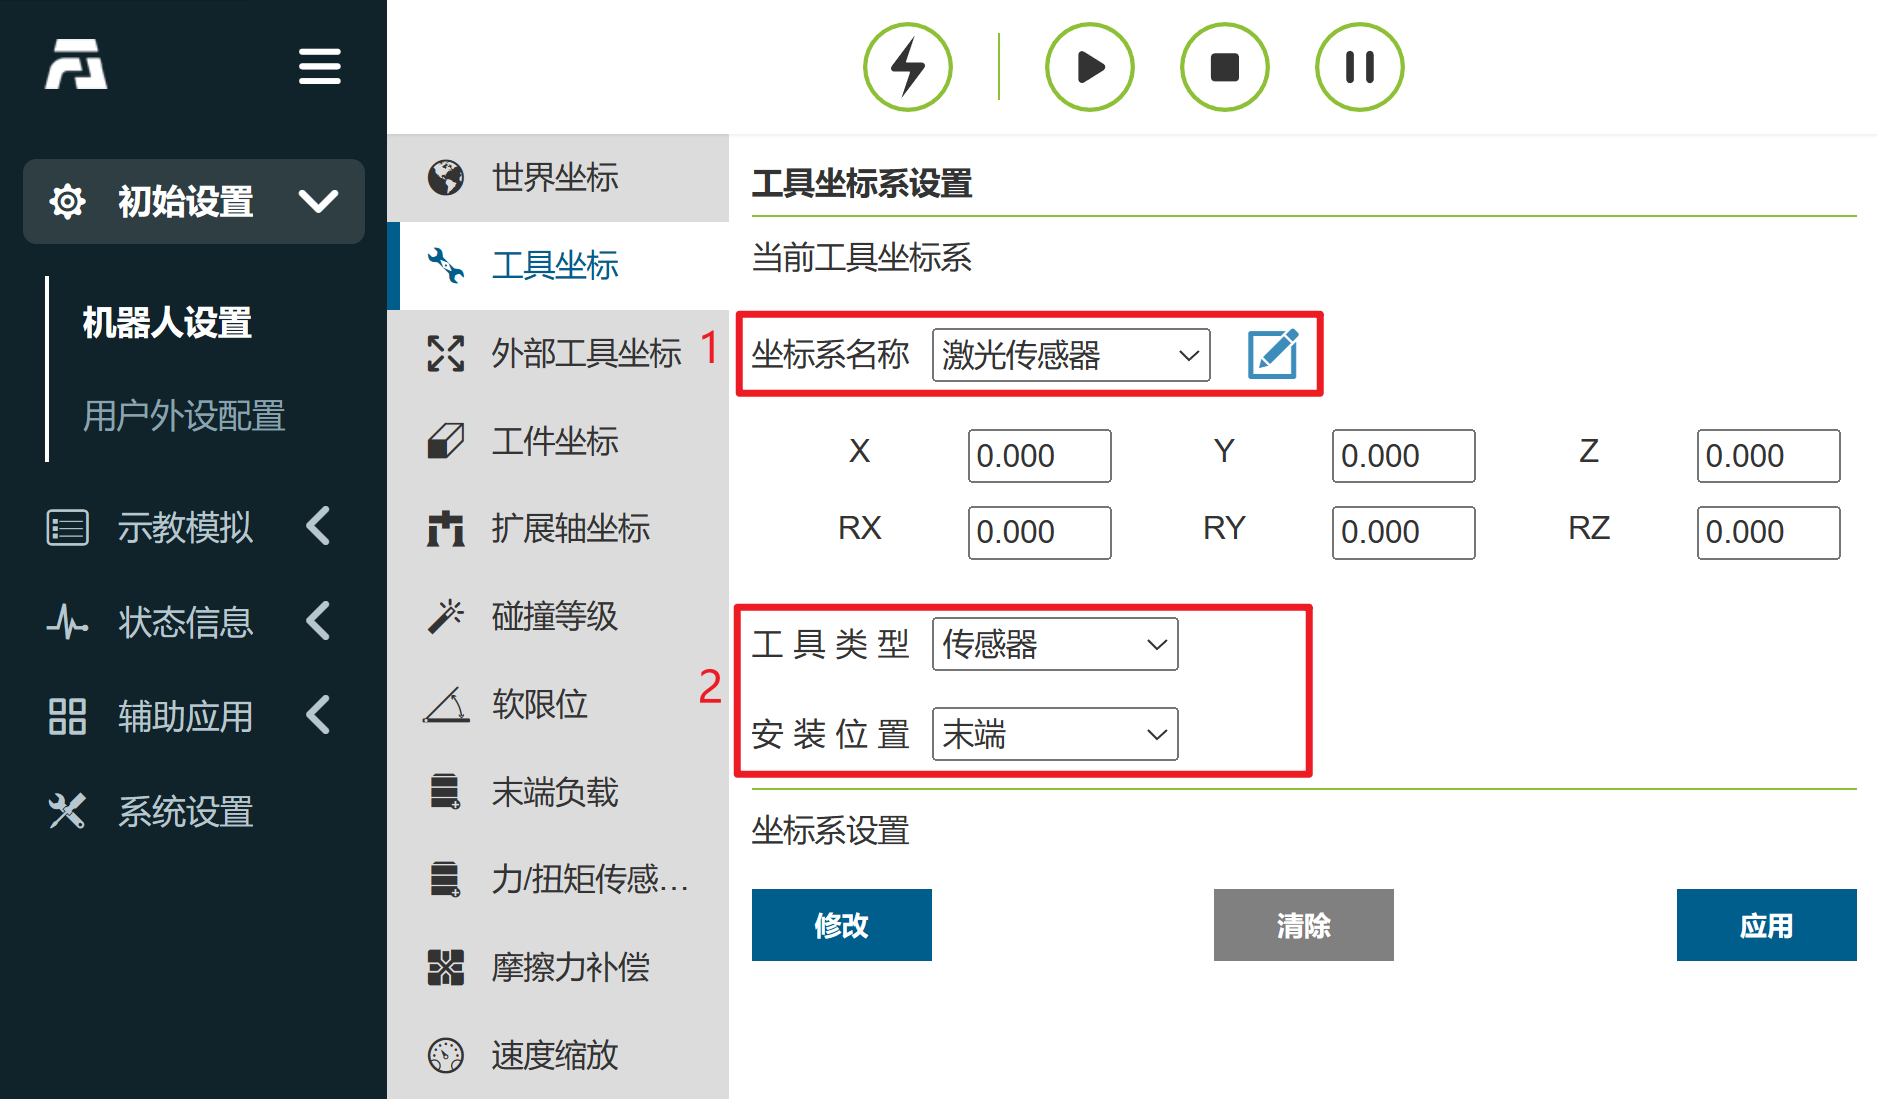 初始设置
机器人设置
用户外设配置
示教模拟
状态信息
辅助应用
系统设置
世界坐标
工具坐标
外部工具坐标
工件坐标
扩展轴坐标
碰撞等级
软限位
末端负载
力/扭矩传感...
摩擦力补偿
速度缩放
工具坐标系设置
当前工具坐标系
1
坐标系名称 激光传感器
X 0.000 Y 0.000 Z 0.000
RX 0.000 RY 0.000 RZ 0.000
2
工具类型 传感器
安装位置 末端
坐标系设置
修改 清除 应用